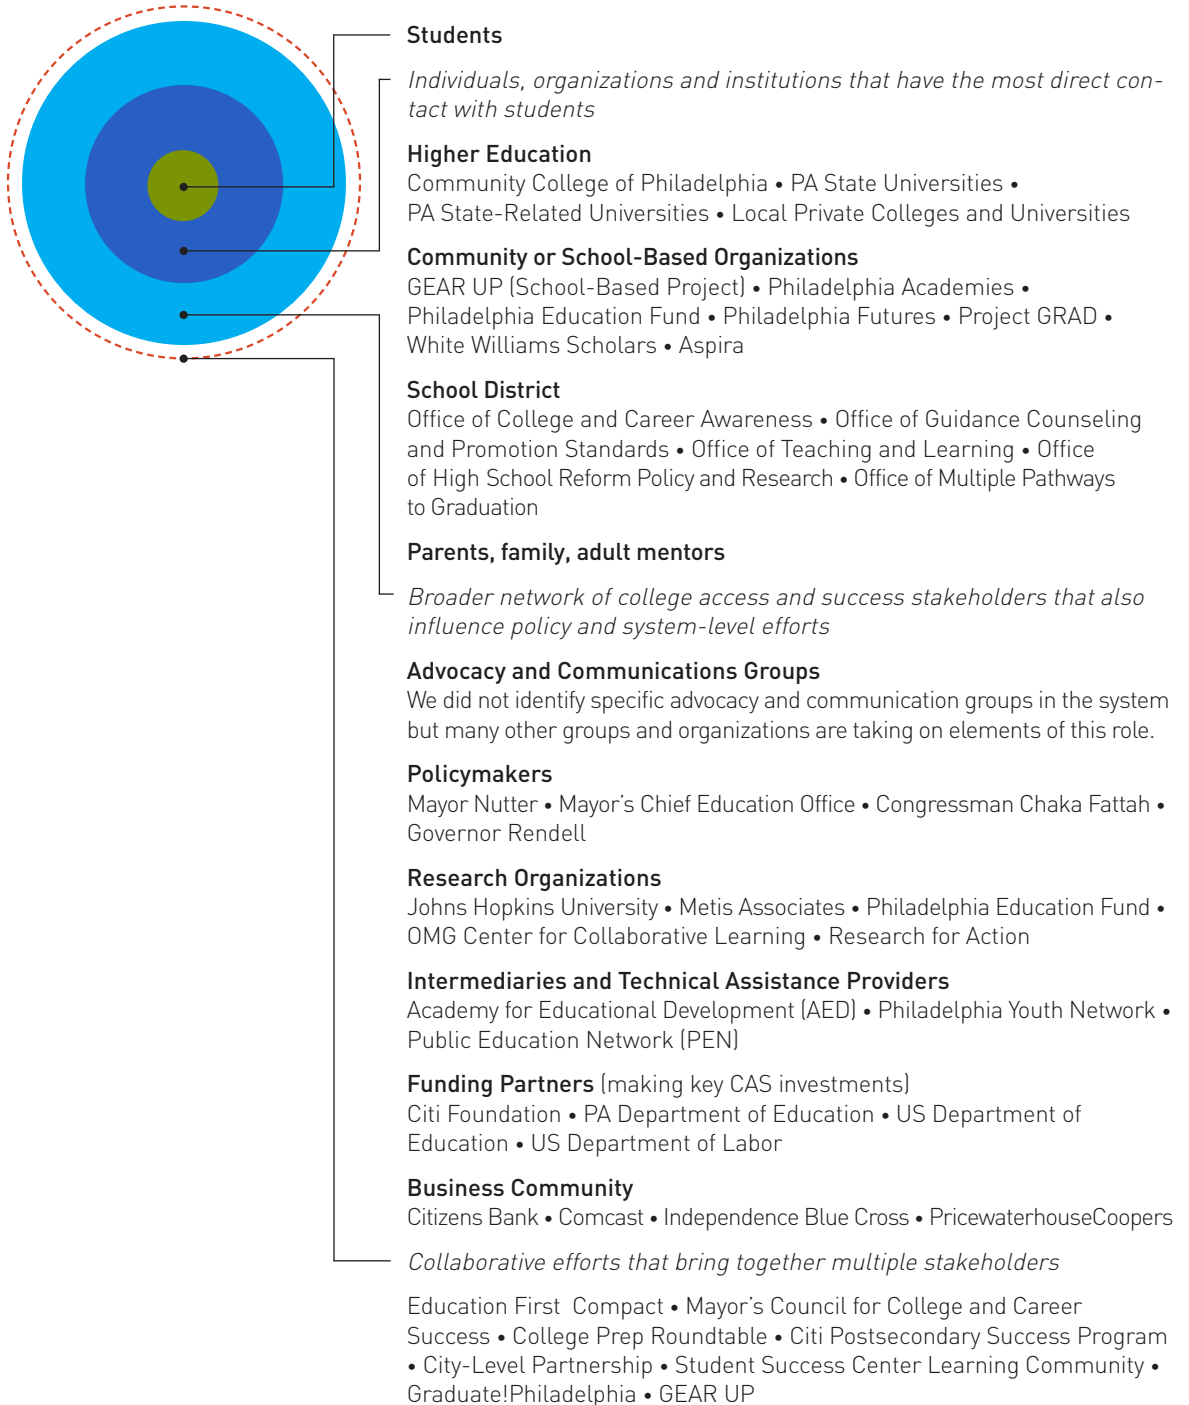 Students
Individuals, organizations and institutions that have the most direct con-
tact with students
Higher Education
Community College of Philadelphia • PA State Universities •
PA State-Related Universities • Local Private Colleges and Universities
Community or School-Based Organizations
GEAR UP (School-Based Project) • Philadelphia Academies •
Philadelphia Education Fund • Philadelphia Futures • Project GRAD •
White Williams Scholars • Aspira
School District
Office of College and Career Awareness • Office of Guidance Counseling
and Promotion Standards • Office of Teaching and Learning • Office
of High School Reform Policy and Research • Office of Multiple Pathways
to Graduation
Parents, family, adult mentors
Broader network of college access and success stakeholders that also
influence policy and system-level efforts
Advocacy and Communications Groups
We did not identify specific advocacy and communication groups in the system
but many other groups and organizations are taking on elements of this role.
Policymakers
Mayor Nutter • Mayor’s Chief Education Office • Congressman Chaka Fattah •
Governor Rendell
Research Organizations
Johns Hopkins University • Metis Associates • Philadelphia Education Fund •
OMG Center for Collaborative Learning • Research for Action
Intermediaries and Technical Assistance Providers
Academy for Educational Development (AED) • Philadelphia Youth Network •
Public Education Network (PEN)
Funding Partners (making key CAS investments)
Citi Foundation • PA Department of Education • US Department of
Education • US Department of Labor
Business Community
Citizens Bank • Comcast • Independence Blue Cross • PricewaterhouseCoopers
Collaborative efforts that bring together multiple stakeholders
Education First Compact • Mayor’s Council for College and Career
Success • College Prep Roundtable • Citi Postsecondary Success Program
• City-Level Partnership • Student Success Center Learning Community •
Graduate!Philadelphia • GEAR UP